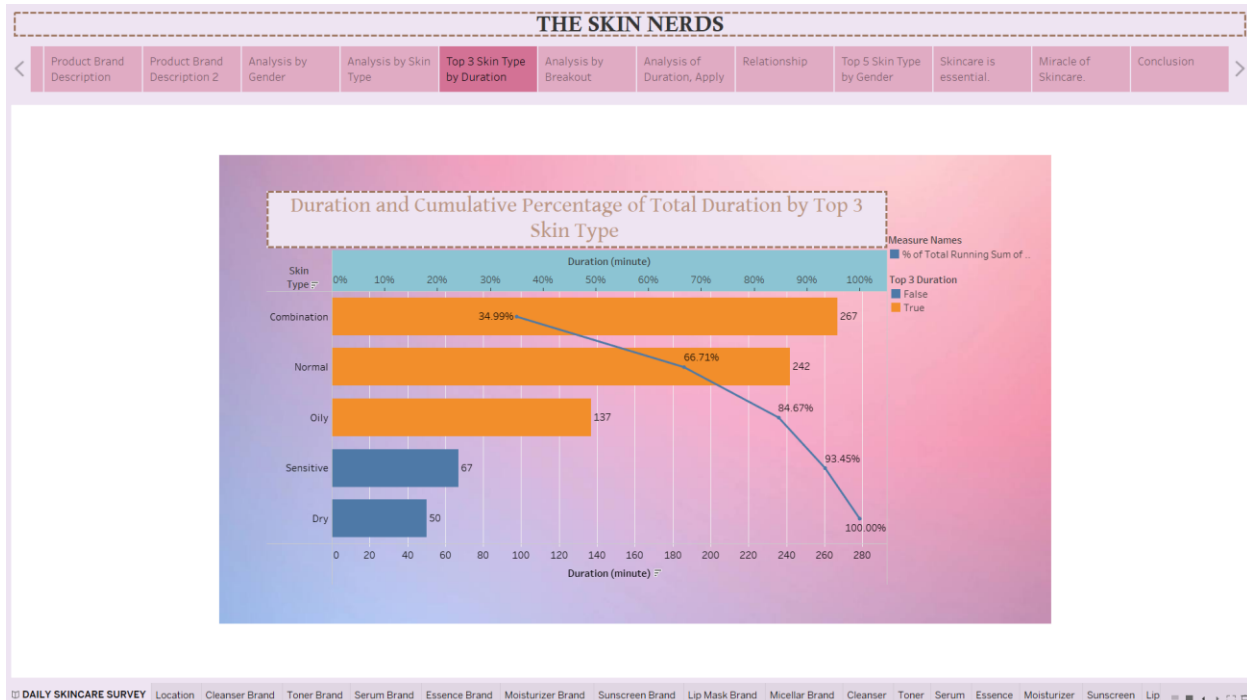 THE SKIN NERDS
Product Brand Description
Product Brand Description 2
Analysis by Gender
Analysis by Skin Type
Top 3 Skin Type by Duration
Analysis by Breakout
Analysis of Duration, Apply
Relationship
Top 5 Skin Type by Gender
Skincare is essential.
Miracle of Skincare.
Conclusion
Duration and Cumulative Percentage of Total Duration by Top 3
Skin Type
Measure Names
% of Total Running Sum of ..
Top 3 Duration
False
True
Duration (minute)
Skin
Type
0% 10% 20% 30% 40% 50% 60% 70% 80% 90% 100%
Combination 34.99% 267
Normal 66.71% 242
Oily 137 84.67%
Sensitive 67 93.45%
Dry 50 100.00%
0 20 40 60 80 100 120 140 160 180 200 220 240 260 280
Duration (minute)
DAILY SKINCARE SURVEY Location Cleanser Brand Toner Brand Serum Brand Essence Brand Moisturizer Brand Sunscreen Brand Lip Mask Brand Micellar Brand Cleanser Toner Serum Essence Moisturizer Sunscreen Lip